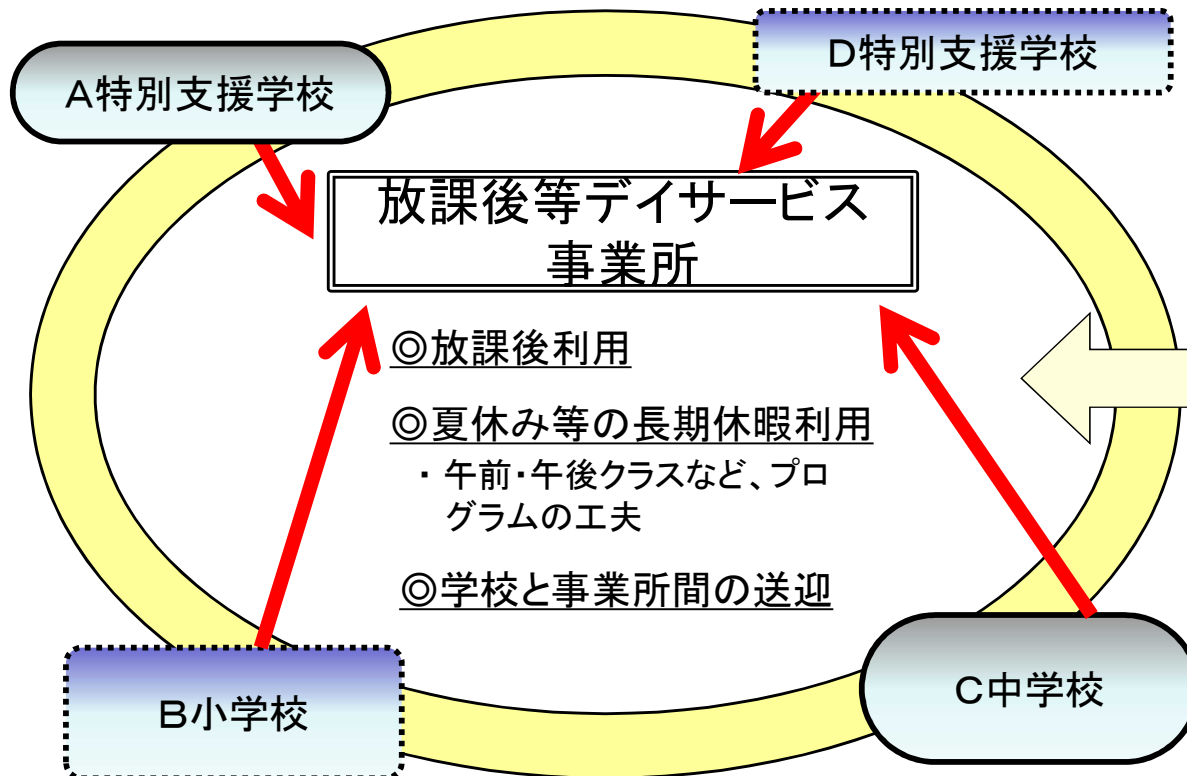 A特別支援学校
D特別支援学校
放課後等デイサービス
事業所
◎放課後利用
◎夏休み等の長期休暇利用
・ 午前・午後クラスなど、プロ
グラムの工夫
◎学校と事業所間の送迎
B小学校
C中学校